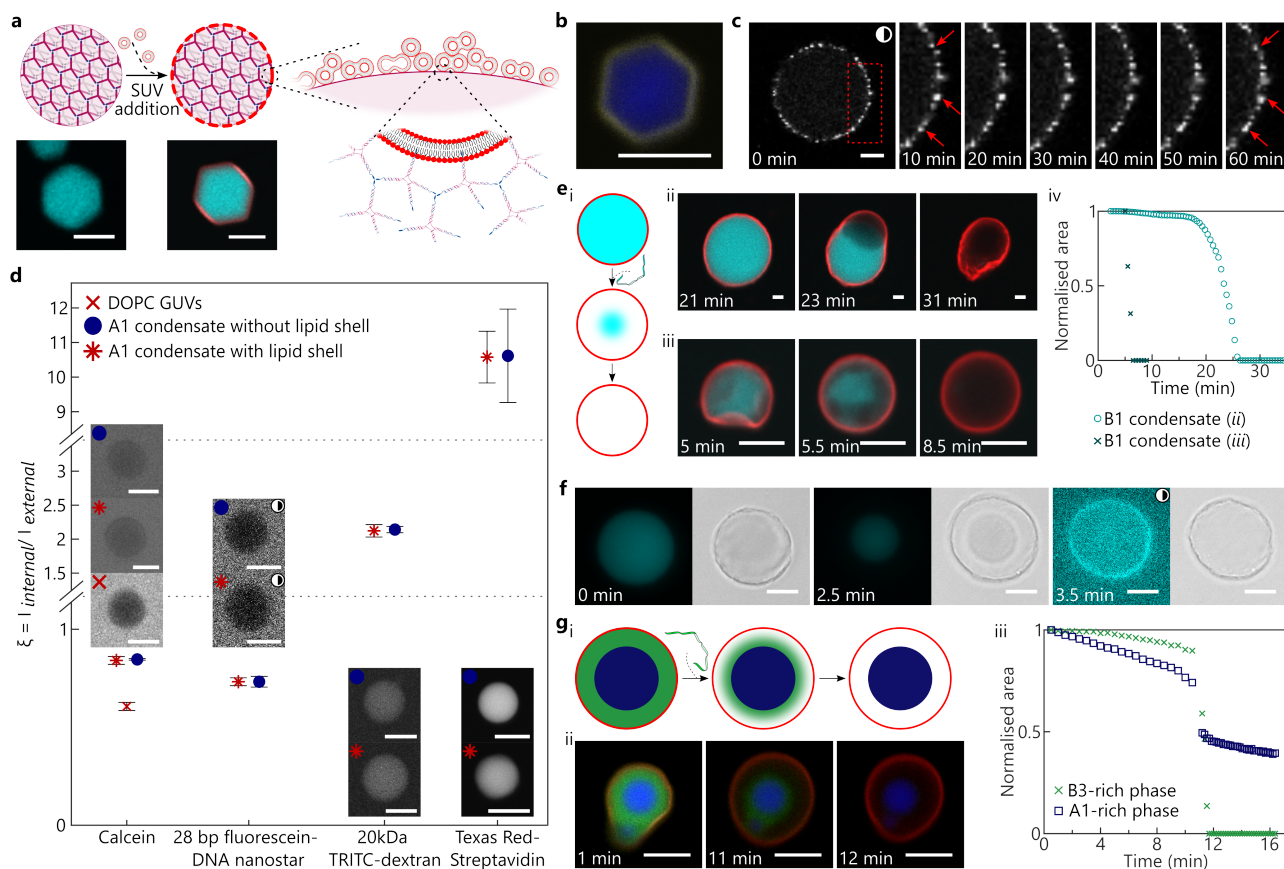 a
SUV
addition
b
c
0 min
10 min
20 min
30 min
40 min
50 min
60 min
d
ξ = I internal/ I external
12
11
10
9
3.5
3
2.5
2
1.5
1
0
DOPC GUVs
A1 condensate without lipid shell
A1 condensate with lipid shell
Calcein
28 bp fluorescein-
DNA nanostar
20kDa
TRITC-dextran
Texas Red-
Streptavidin
e
i
ii
21 min
23 min
31 min
iii
5 min
5.5 min
8.5 min
iv
Normalised area
1
0.5
0
0
10
20
30
Time (min)
B1 condensate (ii)
B1 condensate (iii)
f
0 min
2.5 min
3.5 min
g
i
ii
1 min
11 min
12 min
iii
Normalised area
1
0.5
0
B3-rich phase
A1-rich phase
0
4
8
12
16
Time (min)